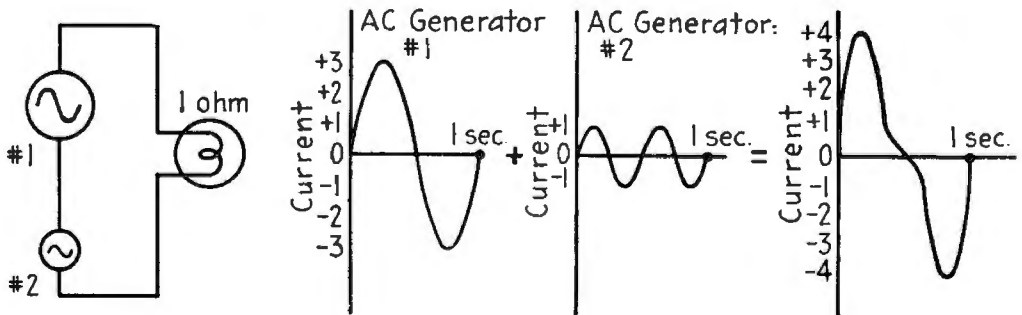 #1
1 ohm
#2
AC Generator
#1
Current
+3
+2
+1
0
-1
-2
-3
1 sec.
+
AC Generator:
#2
Current
+1
0
-1
1 sec.
=
Current
+4
+3
+2
+1
0
-1
-2
-3
-4
1 sec.